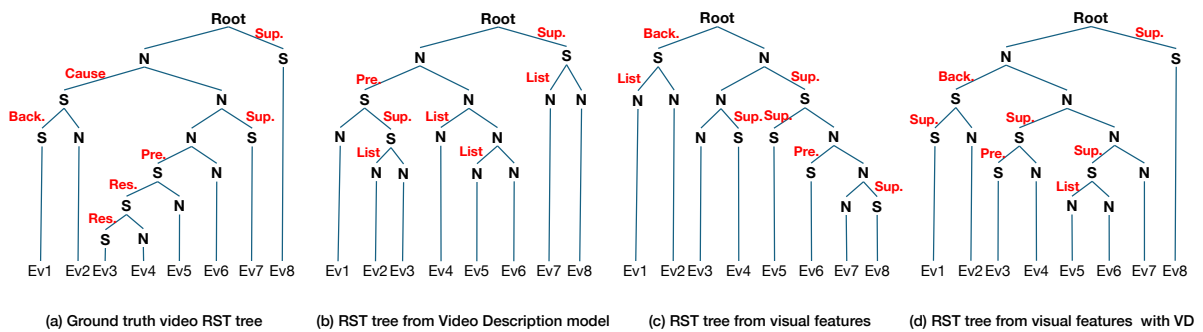 Root Root Root Root
Sup. Sup. Back. Sup.
N S N S S N N S
Cause Pre. List List Sup. Back.
S N S N N N N N N S S N
Back. Sup. Sup. List Sup. Sup. Sup. Sup.
S N N S N S N N N S S N S N S N
Pre. List List Pre. Sup.
S N N N N N S N S N S N
Res. List Sup.
S N N S N N
Res.
S N
Ev1 Ev2 Ev3 Ev4 Ev5 Ev6 Ev7 Ev8 Ev1 Ev2 Ev3 Ev4 Ev5 Ev6 Ev7 Ev8 Ev1 Ev2 Ev3 Ev4 Ev5 Ev6 Ev7 Ev8 Ev1 Ev2 Ev3 Ev4 Ev5 Ev6 Ev7 Ev8
(a) Ground truth video RST tree (b) RST tree from Video Description model (c) RST tree from visual features (d) RST tree from visual features with VD